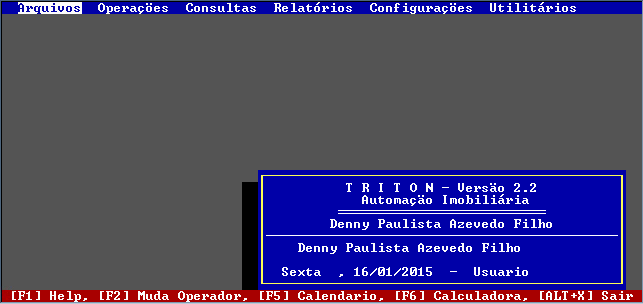 Arquivos Operações Consultas Relatórios Configurações Utilitários
T R I T O N - Versão 2.2
Automação Imobiliária
Denny Paulista Azevedo Filho
Denny Paulista Azevedo Filho
Sexta , 16/01/2015 - Usuario
[F1] Help, [F2] Muda Operador, [F5] Calendario, [F6] Calculadora, [ALT+X] Sair